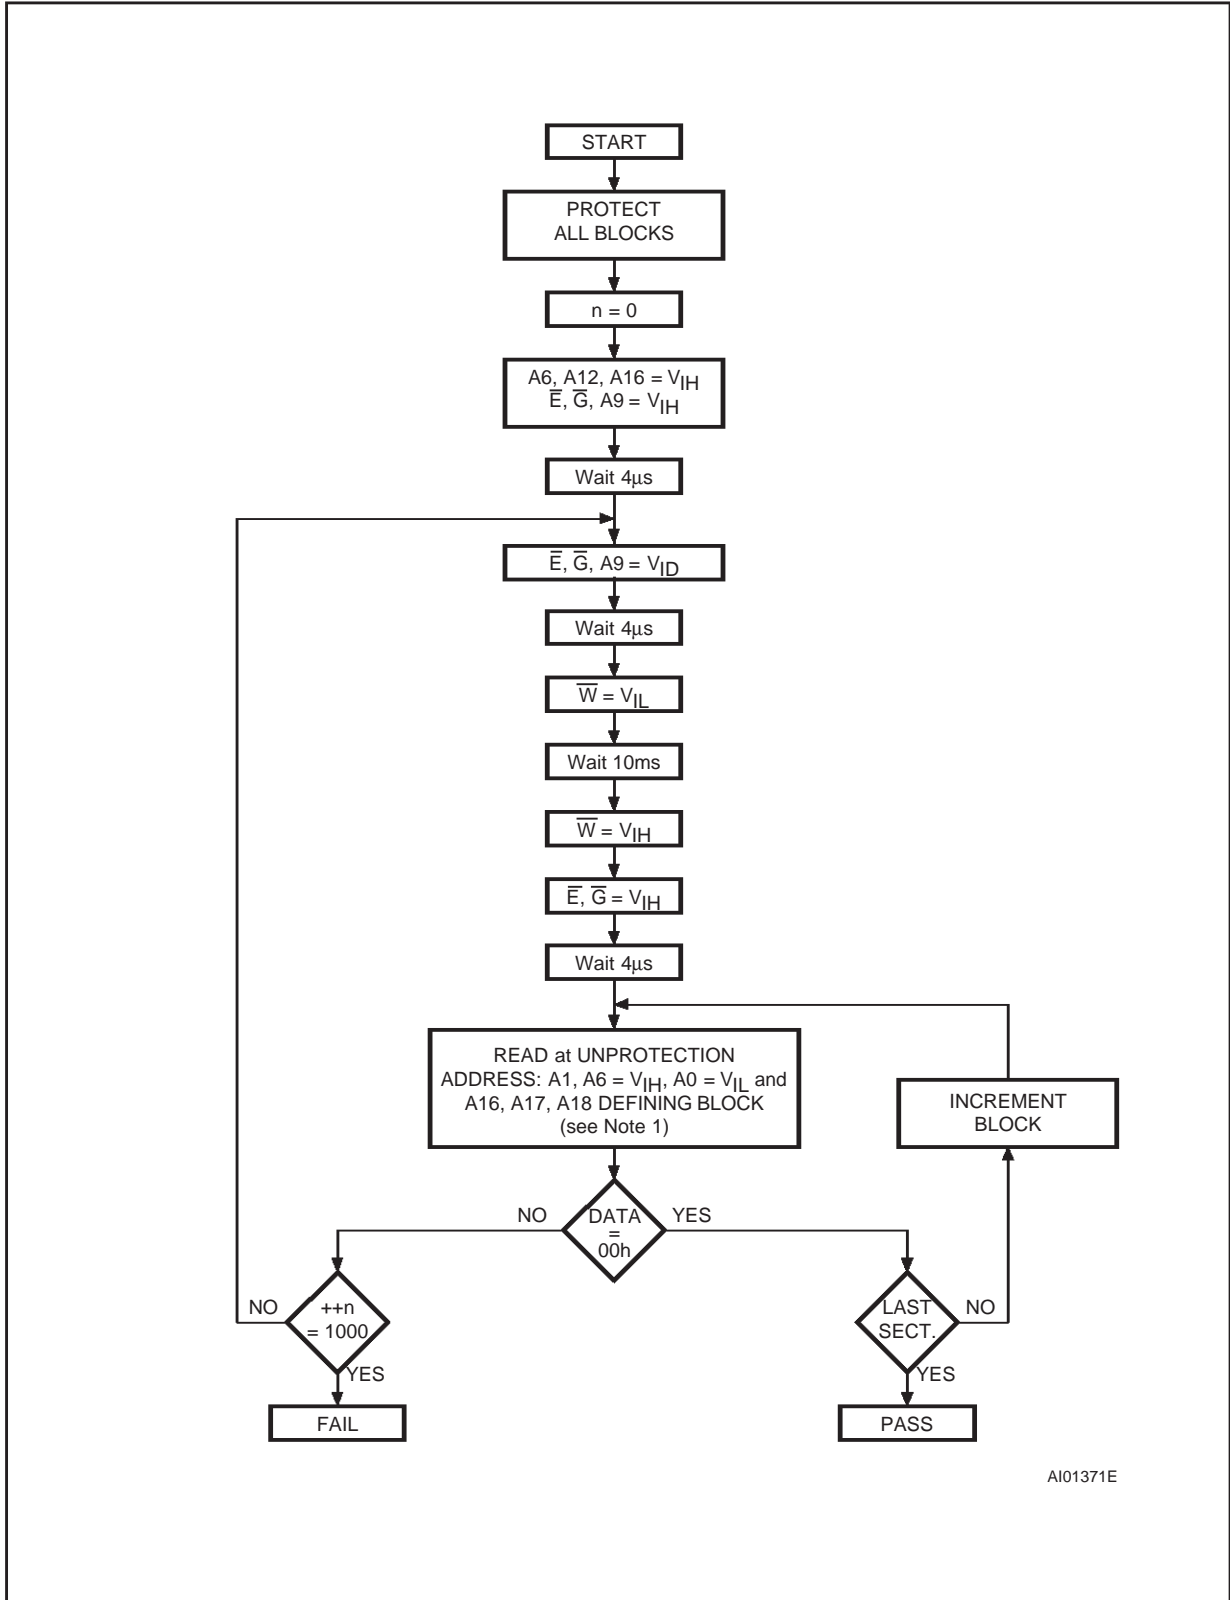 START
PROTECT
ALL BLOCKS
n = 0
A6, A12, A16 = VIH
E̅, G̅, A9 = VIH
Wait 4µs
E̅, G̅, A9 = VID
Wait 4µs
W̅ = VIL
Wait 10ms
W̅ = VIH
E̅, G̅ = VIH
Wait 4µs
READ at UNPROTECTION
ADDRESS: A1, A6 = VIH, A0 = VIL and
A16, A17, A18 DEFINING BLOCK
(see Note 1)
INCREMENT
BLOCK
NO
DATA
=
00h
YES
NO
++n
= 1000
YES
LAST
SECT.
NO
YES
FAIL
PASS
AI01371E